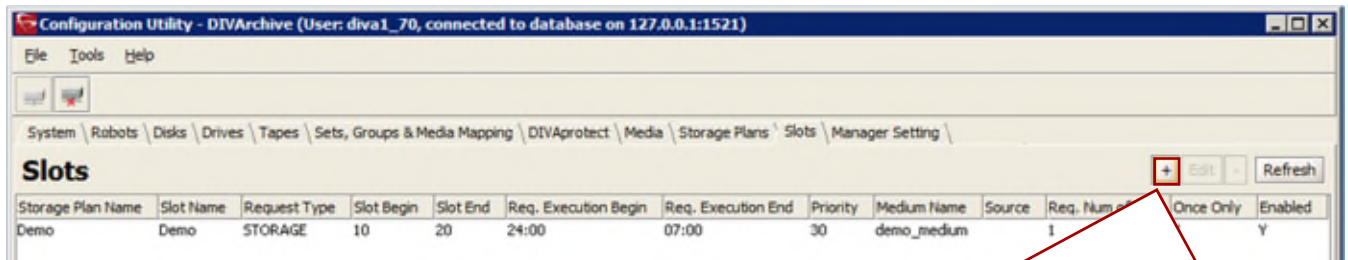 Configuration Utility - DIVArchive (User: diva1_70, connected to database on 127.0.0.1:1521)
File Tools Help
System \ Robots \ Disks \ Drives \ Tapes \ Sets, Groups & Media Mapping \ DIVAprotect \ Media \ Storage Plans \ Slots \ Manager Setting \
Slots + Edit - Refresh
Storage Plan Name Slot Name Request Type Slot Begin Slot End Req. Execution Begin Req. Execution End Priority Medium Name Source Req. Num of Once Only Enabled
Demo Demo STORAGE 10 20 24:00 07:00 30 demo_medium 1 Y